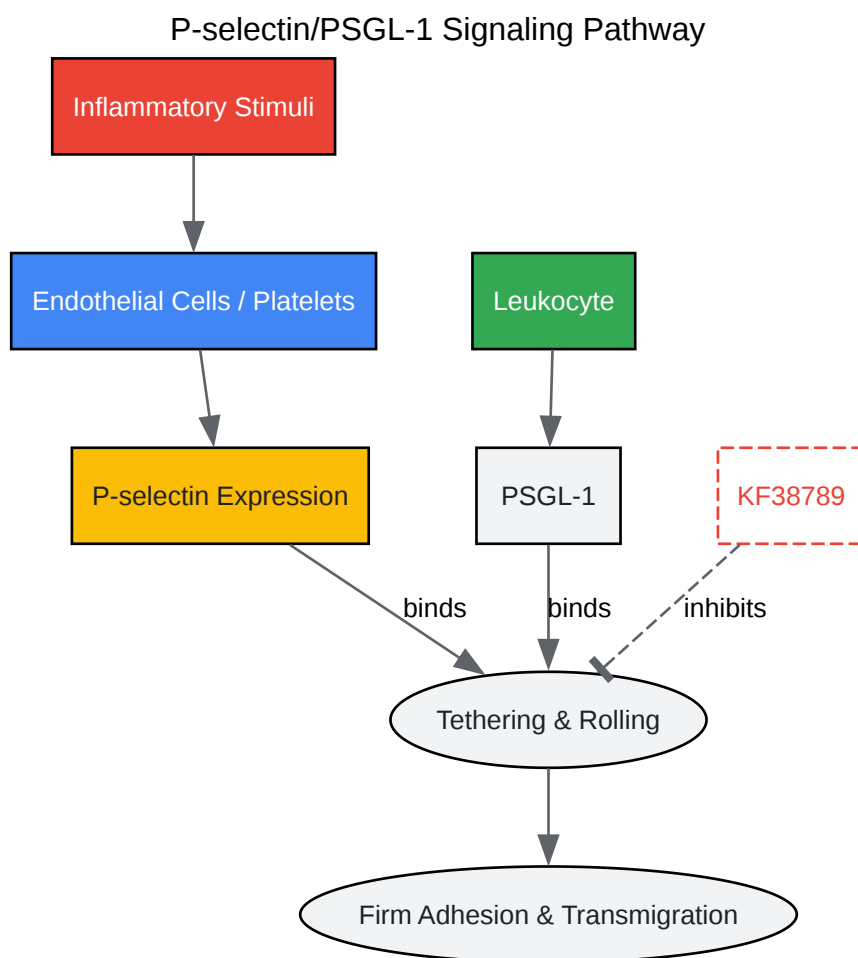 P-selectin/PSGL-1 Signaling Pathway
Inflammatory Stimuli
Endothelial Cells / Platelets
Leukocyte
P-selectin Expression
PSGL-1
KF38789
binds
binds
inhibits
Tethering & Rolling
Firm Adhesion & Transmigration